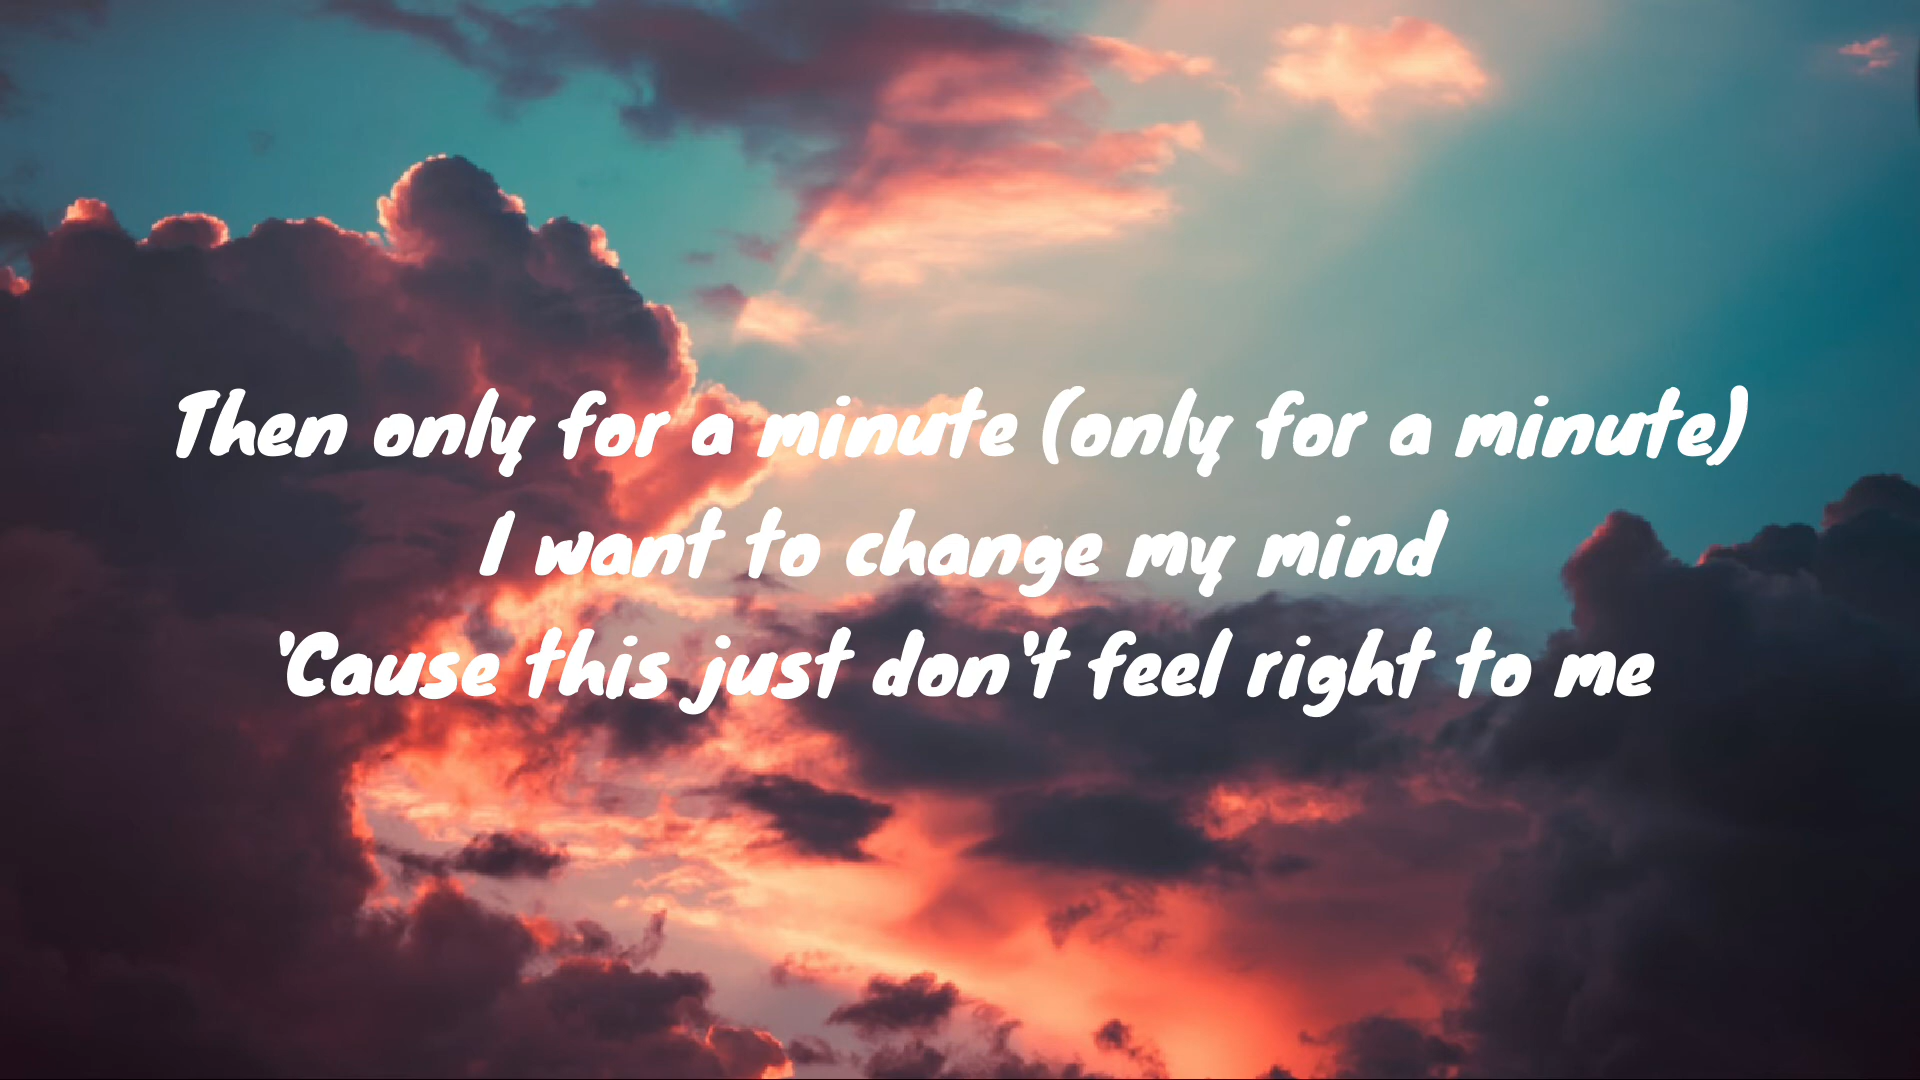 Then only for a minute (only for a minute)
I want to change my mind
'Cause this just don't feel right to me